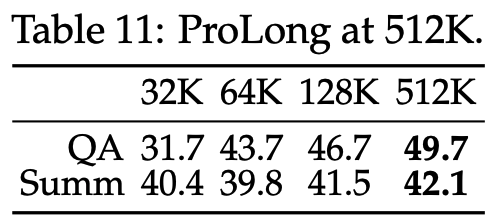 Table 11: ProLong at 512K.
32K 64K 128K 512K
QA 31.7 43.7 46.7 49.7
Summ 40.4 39.8 41.5 42.1